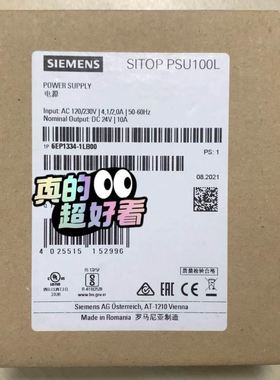 SIEMENS
SITOP PSU100L
POWER SUPPLY
电源
Input: AC 120/230V | 4,1/2,0A | 50-60Hz
Nominal Output: DC 24V | 10A
1P 6EP1334-1LB00
PS: 1
08.2021
真的
超好看
4 025515 152996
质量检验合格
Siemens AG Österreich, AT-1210 Vienna
Made in Romania 罗马尼亚制造